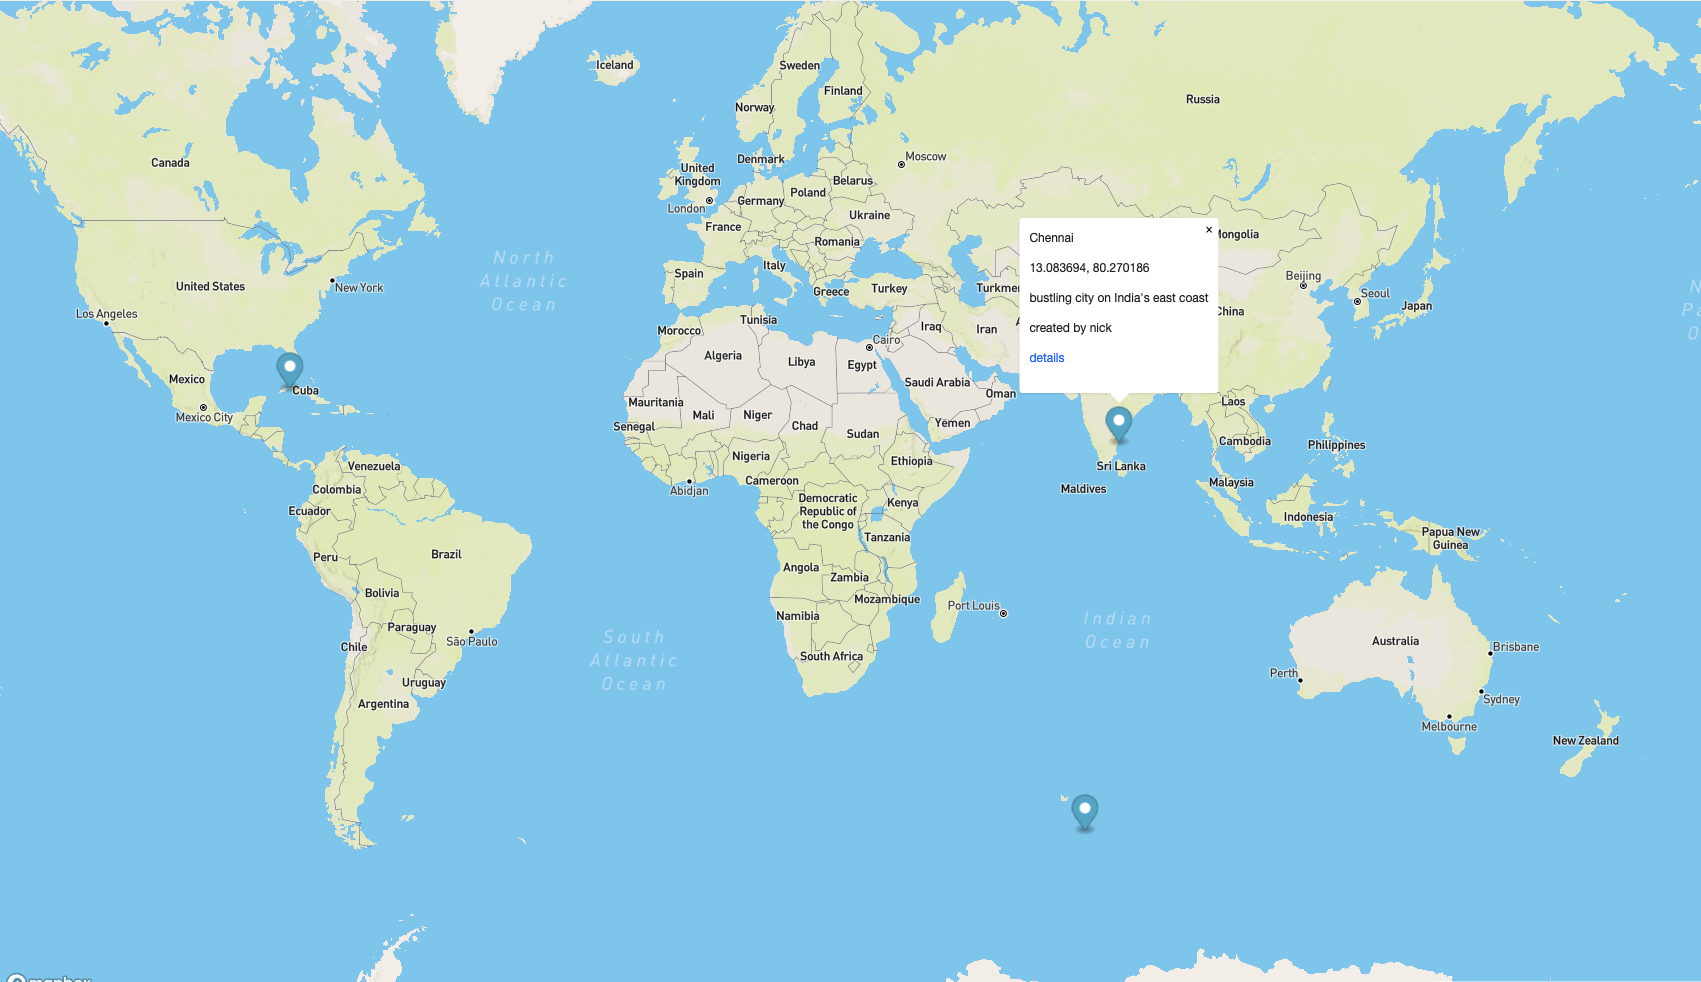 Iceland
Sweden
Finland
Russia
Norway
Canada
Denmark
Moscow
United
Kingdom
Belarus
Poland
Germany
London
Ukraine
France
Romania
Italy
Spain
Greece
Turkey
North
Atlantic
Ocean
Chennai
×
13.083694, 80.270186
bustling city on India's east coast
created by nick
details
Mongolia
Beijing
Seoul
Japan
China
Turkmen
United States
New York
Los Angeles
Tunisia
Morocco
Iraq
Iran
Cairo
Algeria
Libya
Egypt
Saudi Arabia
Oman
Mexico
Cuba
Mexico City
Mauritania
Mali
Niger
Chad
Sudan
Yemen
Senegal
Nigeria
Ethiopia
Cameroon
Abidjan
Laos
Cambodia
Philippines
Sri Lanka
Maldives
Malaysia
Indonesia
Papua New
Guinea
Venezuela
Colombia
Ecuador
Peru
Brazil
Bolivia
Paraguay
São Paulo
Chile
Uruguay
Argentina
Democratic
Republic of
the Congo
Kenya
Tanzania
Angola
Zambia
Mozambique
Namibia
South Africa
Port Louis
South
Atlantic
Ocean
Indian
Ocean
Australia
Brisbane
Perth
Sydney
Melbourne
New Zealand
mapbox